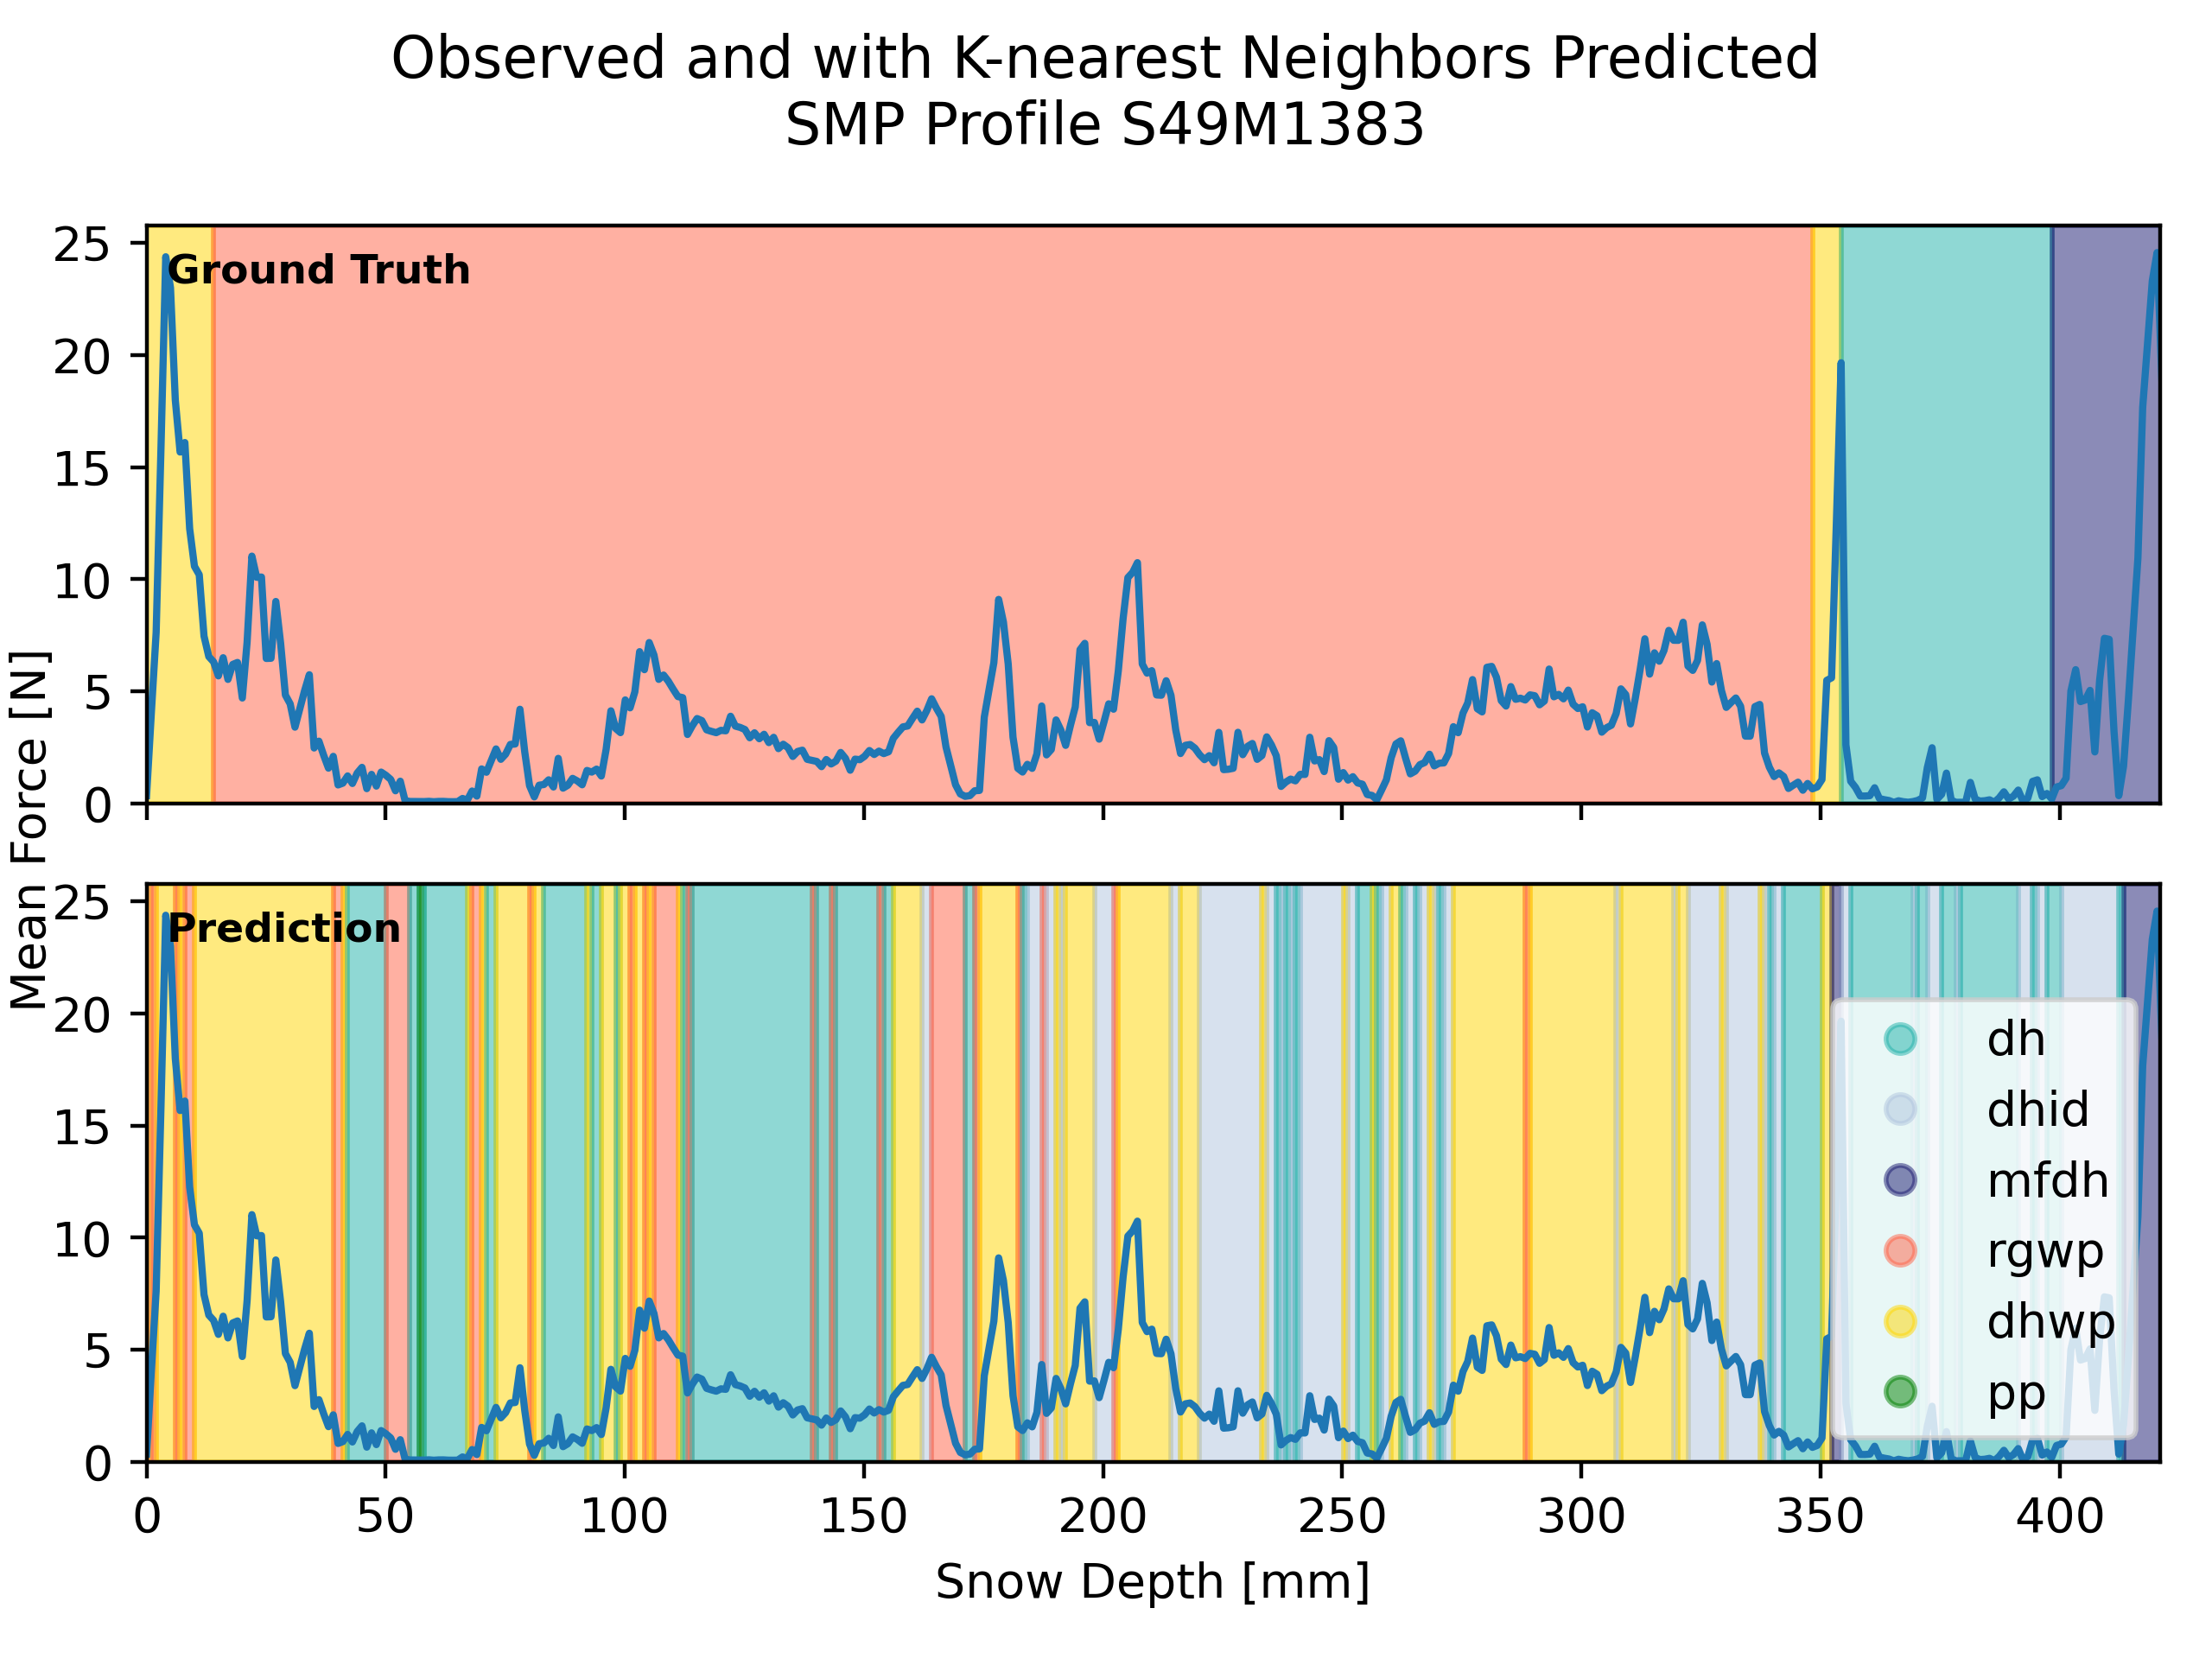 Observed and with K-nearest Neighbors Predicted
SMP Profile S49M1383
Mean Force [N]
25
20
15
10
5
0
Ground Truth
25
20
15
10
5
0
Prediction
dh
dhid
mfdh
rgwp
dhwp
pp
0 50 100 150 200 250 300 350 400
Snow Depth [mm]